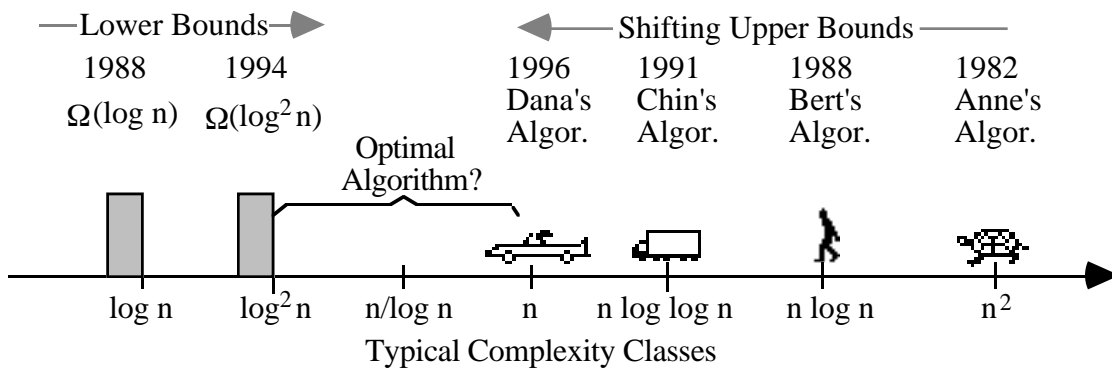 Lower Bounds
Shifting Upper Bounds
1988
1994
1996
1991
1988
1982
Ω(log n)
Ω(log² n)
Dana's
Algor.
Chin's
Algor.
Bert's
Algor.
Anne's
Algor.
Optimal
Algorithm?
log n
log² n
n/log n
n
n log log n
n log n
n²
Typical Complexity Classes